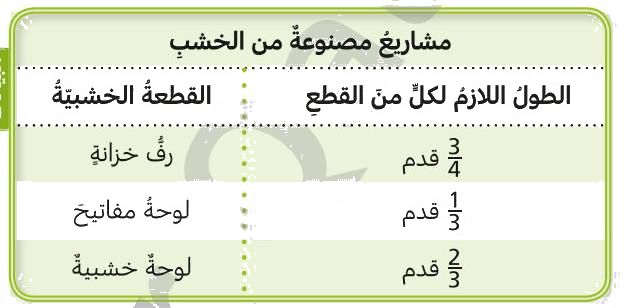 مشاريعُ مصنوعةٌ من الخشبِ
الطولُ اللازمُ لكلٍّ منَ القطعِ القطعةُ الخشبيّةُ
3/4 قدم رفُّ خزانةٍ
1/3 قدم لوحةُ مفاتيحَ
2/3 قدم لوحةٌ خشبيةٌ